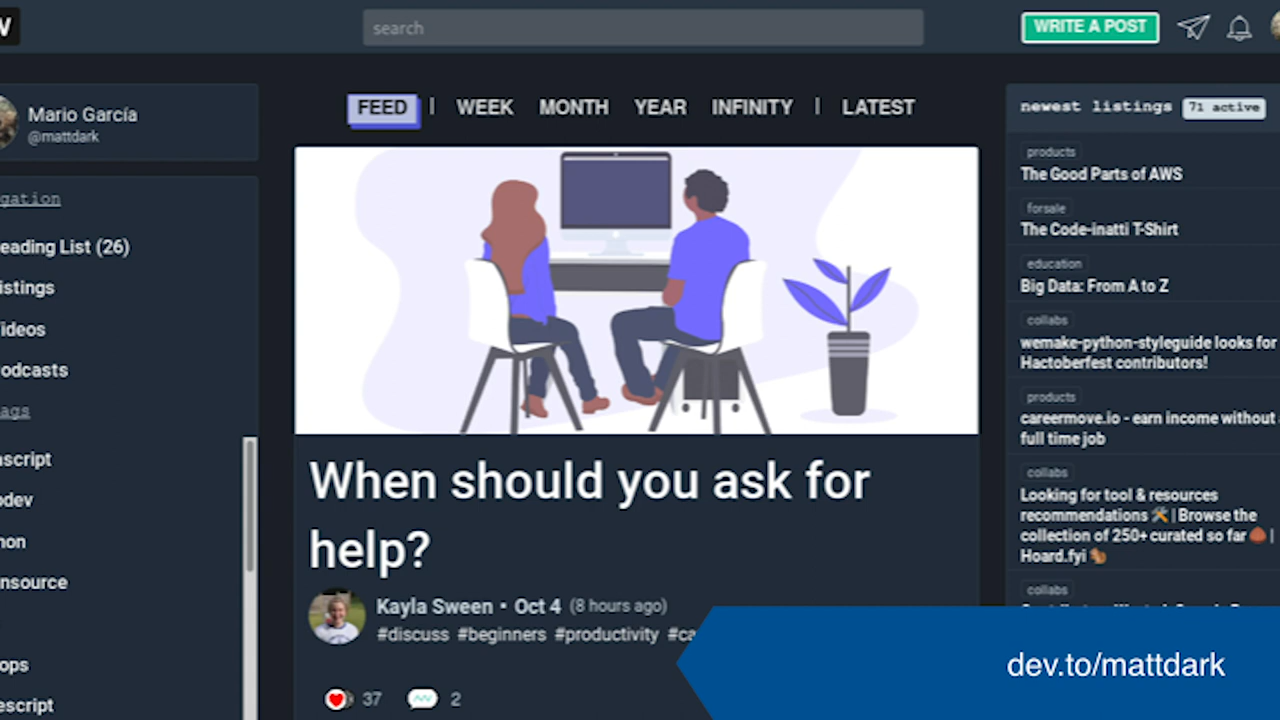 search
WRITE A POST
Mario García
@mattdark
gation
eading List (26)
istings
ideos
odcasts
ags
script
odev
hon
nsource
ops
escript
FEED | WEEK MONTH YEAR INFINITY | LATEST
When should you ask for
help?
Kayla Sween • Oct 4 (8 hours ago)
#discuss #beginners #productivity #ca
37 2
newest listings 71 active
products
The Good Parts of AWS
forsale
The Code-inatti T-Shirt
education
Big Data: From A to Z
collabs
wemake-python-styleguide looks for
Hactoberfest contributors!
products
careermove.io - earn income without
full time job
collabs
Looking for tool & resources
recommendations 🛠️ | Browse the
collection of 250+ curated so far 🌰 |
Hoard.fyi 🐿️
collabs
dev.to/mattdark